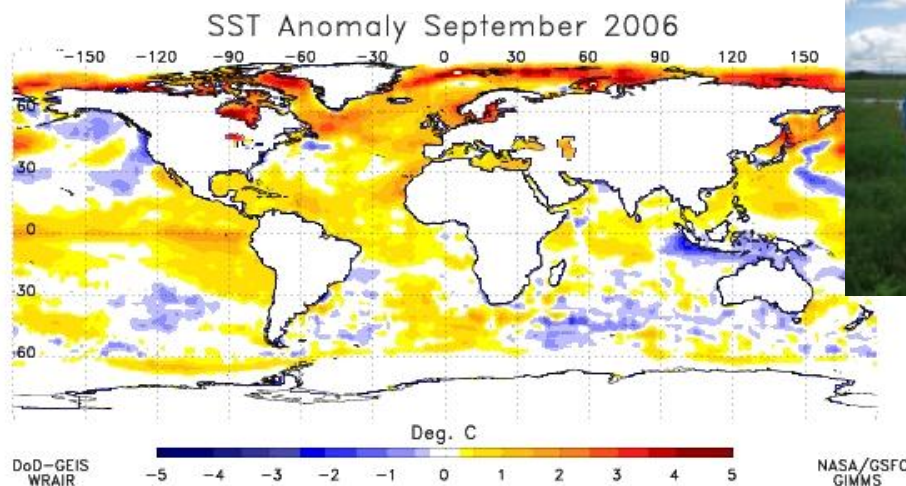 SST Anomaly September 2006
-150 -120 -90 -60 -30 0 30 60 90 120 150
60
30
0
-30
-60
Deg. C
-5 -4 -3 -2 -1 0 1 2 3 4 5
DoD-GEIS
WRAIR
NASA/GSFC
GIMMS